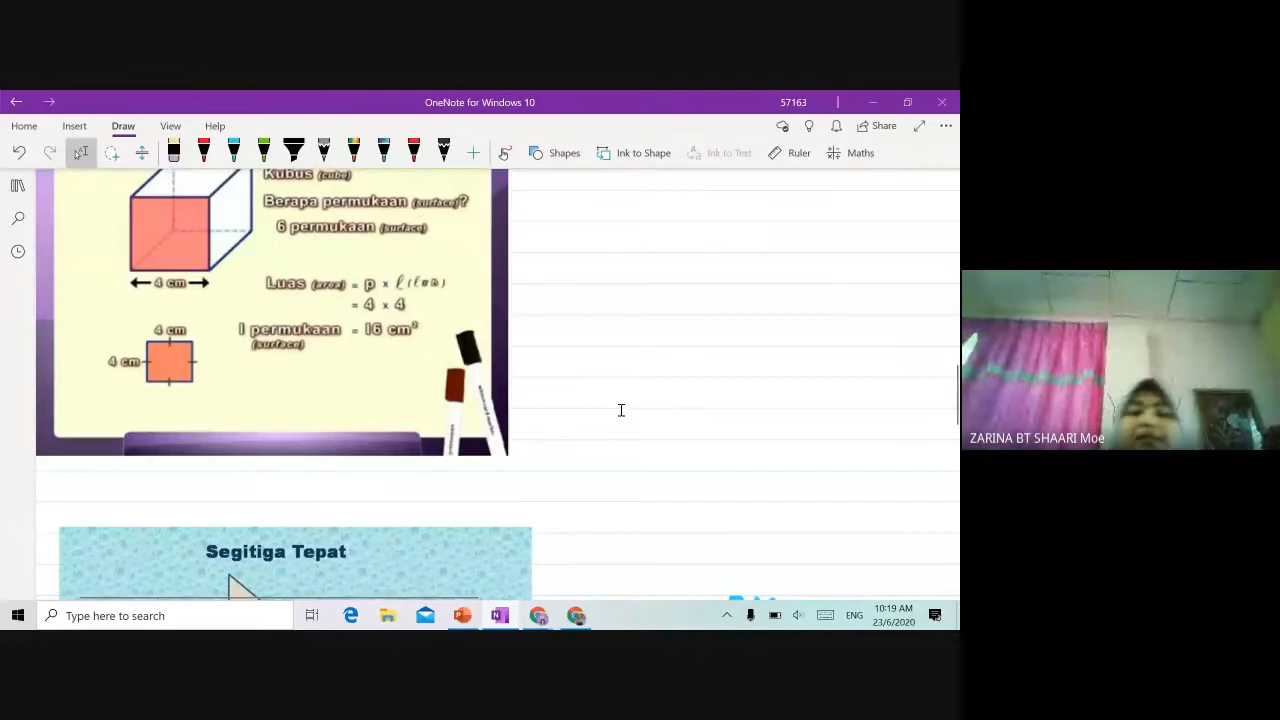 OneNote for Windows 10
57163
Home Insert Draw View Help
Share
Shapes Ink to Shape Ink to Text Ruler Maths
Kubus (cube)
Berapa permukaan (surface)?
6 permukaan (surface)
4 cm
Luas (area) = p × l
= 4 × 4
4 cm
1 permukaan = 16 cm²
(surface)
4 cm
ZARINA BT SHAARI Moe
Segitiga Tepat
Type here to search
ENG
10:19 AM
23/6/2020